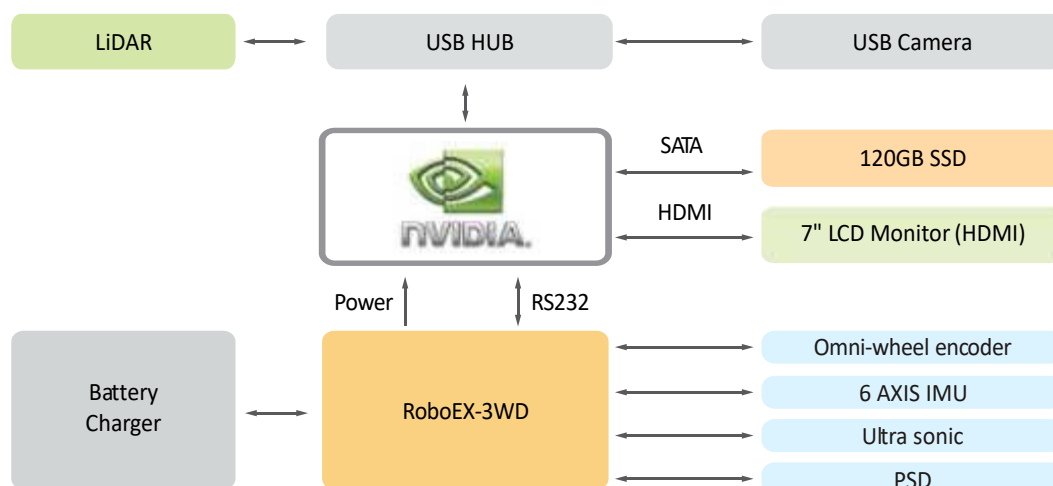 LiDAR
USB HUB
USB Camera
SATA
120GB SSD
nVIDIA.
HDMI
7" LCD Monitor (HDMI)
Power
RS232
Battery
Charger
RoboEX-3WD
Omni-wheel encoder
6 AXIS IMU
Ultra sonic
PSD